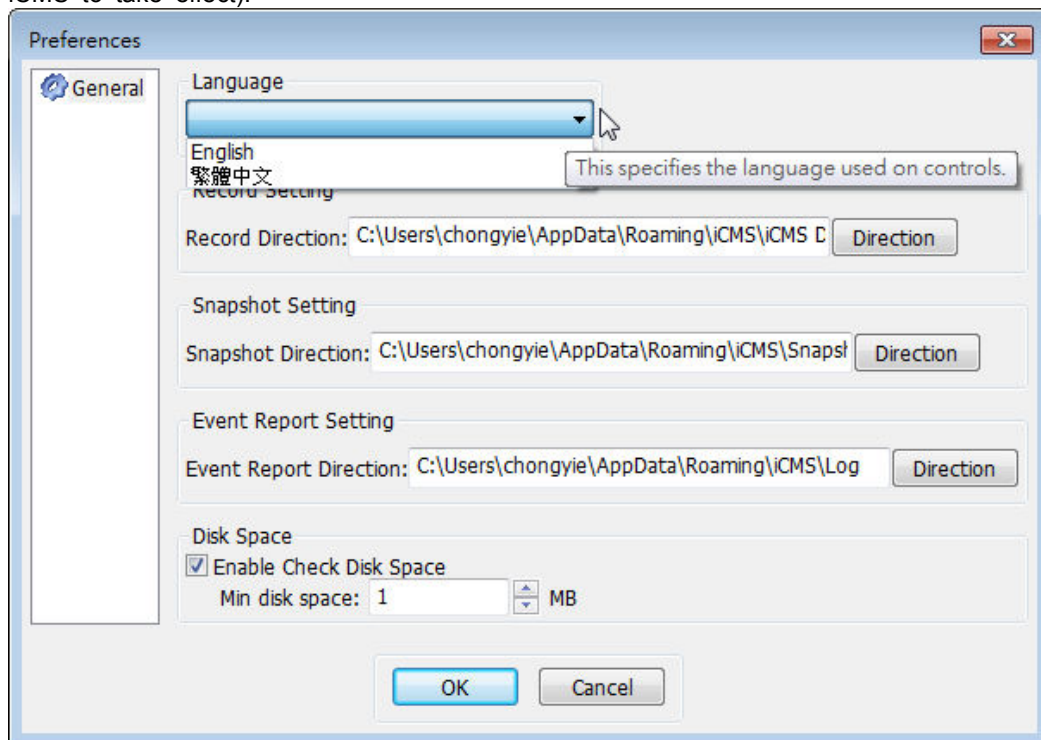 iCMS to take effect).
Preferences
General
Language
English
繁體中文
This specifies the language used on controls.
Record Setting
Record Direction: C:\Users\chongyie\AppData\Roaming\iCMS\iCMS D Direction
Snapshot Setting
Snapshot Direction: C:\Users\chongyie\AppData\Roaming\iCMS\Snapsh Direction
Event Report Setting
Event Report Direction: C:\Users\chongyie\AppData\Roaming\iCMS\Log Direction
Disk Space
Enable Check Disk Space
Min disk space: 1 MB
OK Cancel